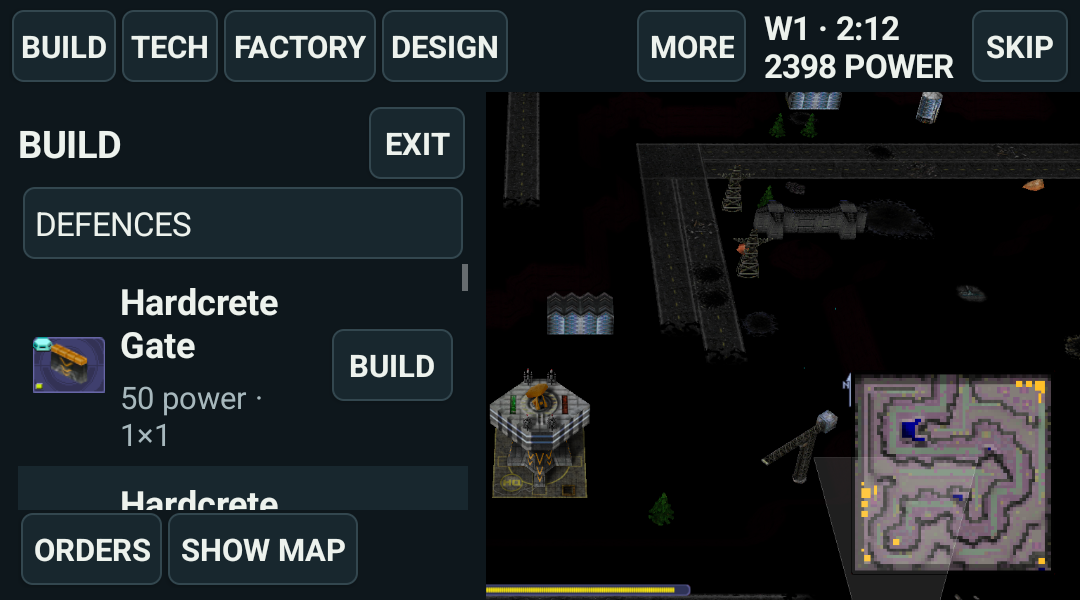 BUILD TECH FACTORY DESIGN MORE W1 · 2:12 SKIP
2398 POWER
BUILD EXIT
DEFENCES
Hardcrete
Gate
BUILD
50 power ·
1×1
Hardcrete
ORDERS SHOW MAP
HQ